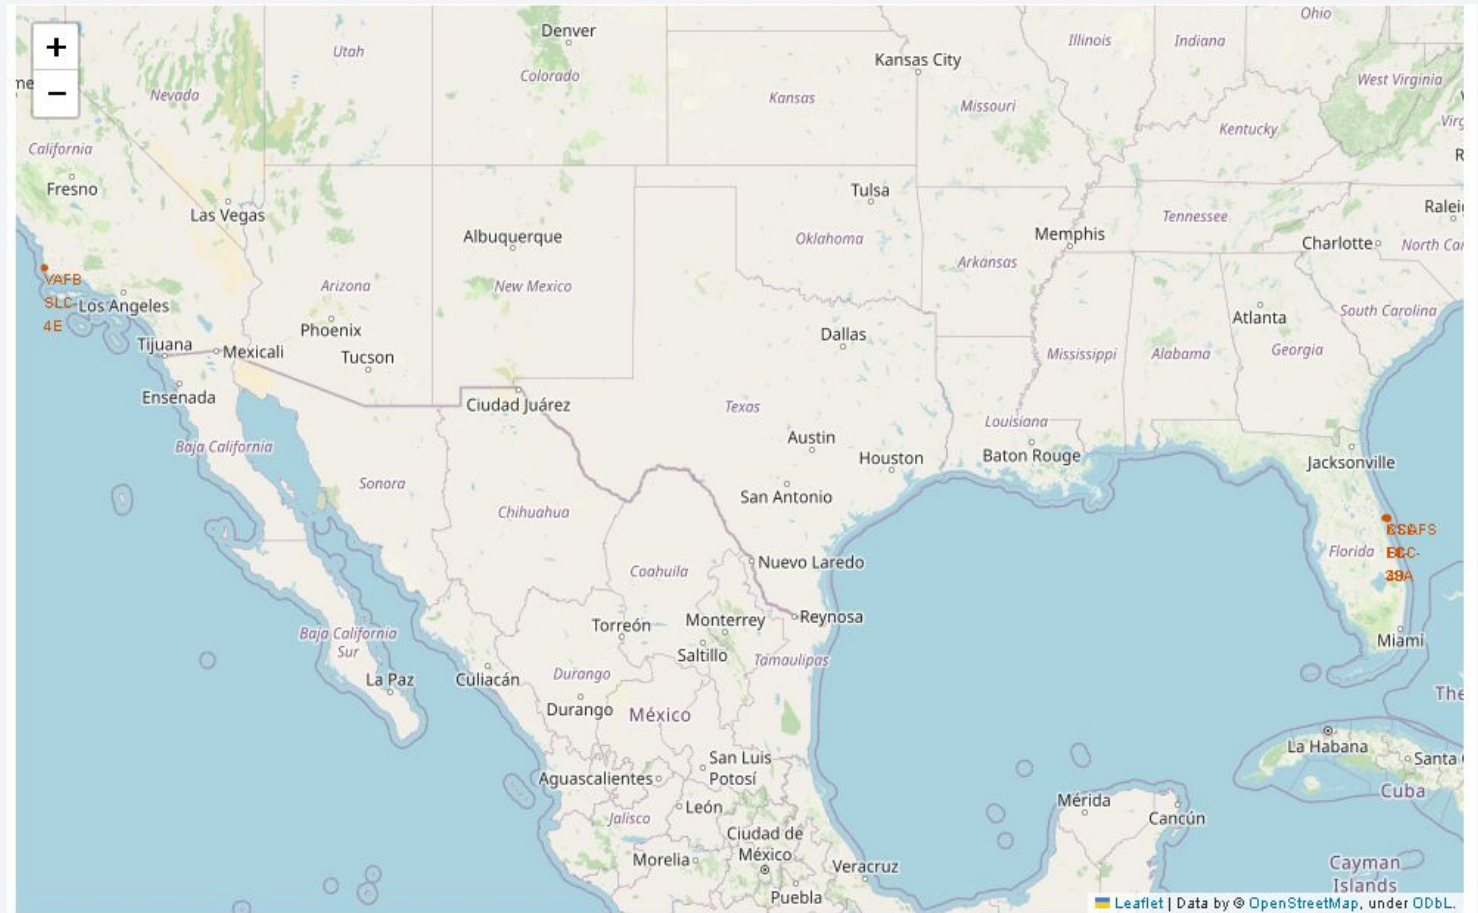 +
−
Denver
Ohio
Utah
Illinois
Indiana
Kansas City
Colorado
West Virginia
Nevada
Kansas
Missouri
Kentucky
California
Fresno
Tulsa
Las Vegas
Tennessee
Albuquerque
Oklahoma
Memphis
Charlotte
Arkansas
VAFB
SLC-
4E
Los Angeles
Arizona
New Mexico
South Carolina
Phoenix
Atlanta
Dallas
Tijuana
Mexicali
Tucson
Mississippi
Alabama
Georgia
Ensenada
Ciudad Juárez
Texas
Louisiana
Baja California
Austin
Houston
Baton Rouge
Jacksonville
Sonora
San Antonio
Chihuahua
Florida
Nuevo Laredo
Coahuila
Reynosa
Torreón
Monterrey
Baja California
Sur
Saltillo
Tamaulipas
Miami
La Paz
Culiacán
Durango
Durango
México
The
La Habana
San Luis
Potosí
Santa
Aguascalientes
Cuba
León
Mérida
Jalisco
Cancún
Ciudad de
México
Morelia
Veracruz
Cayman
Islands
Puebla
Leaflet | Data by © OpenStreetMap, under ODbL.